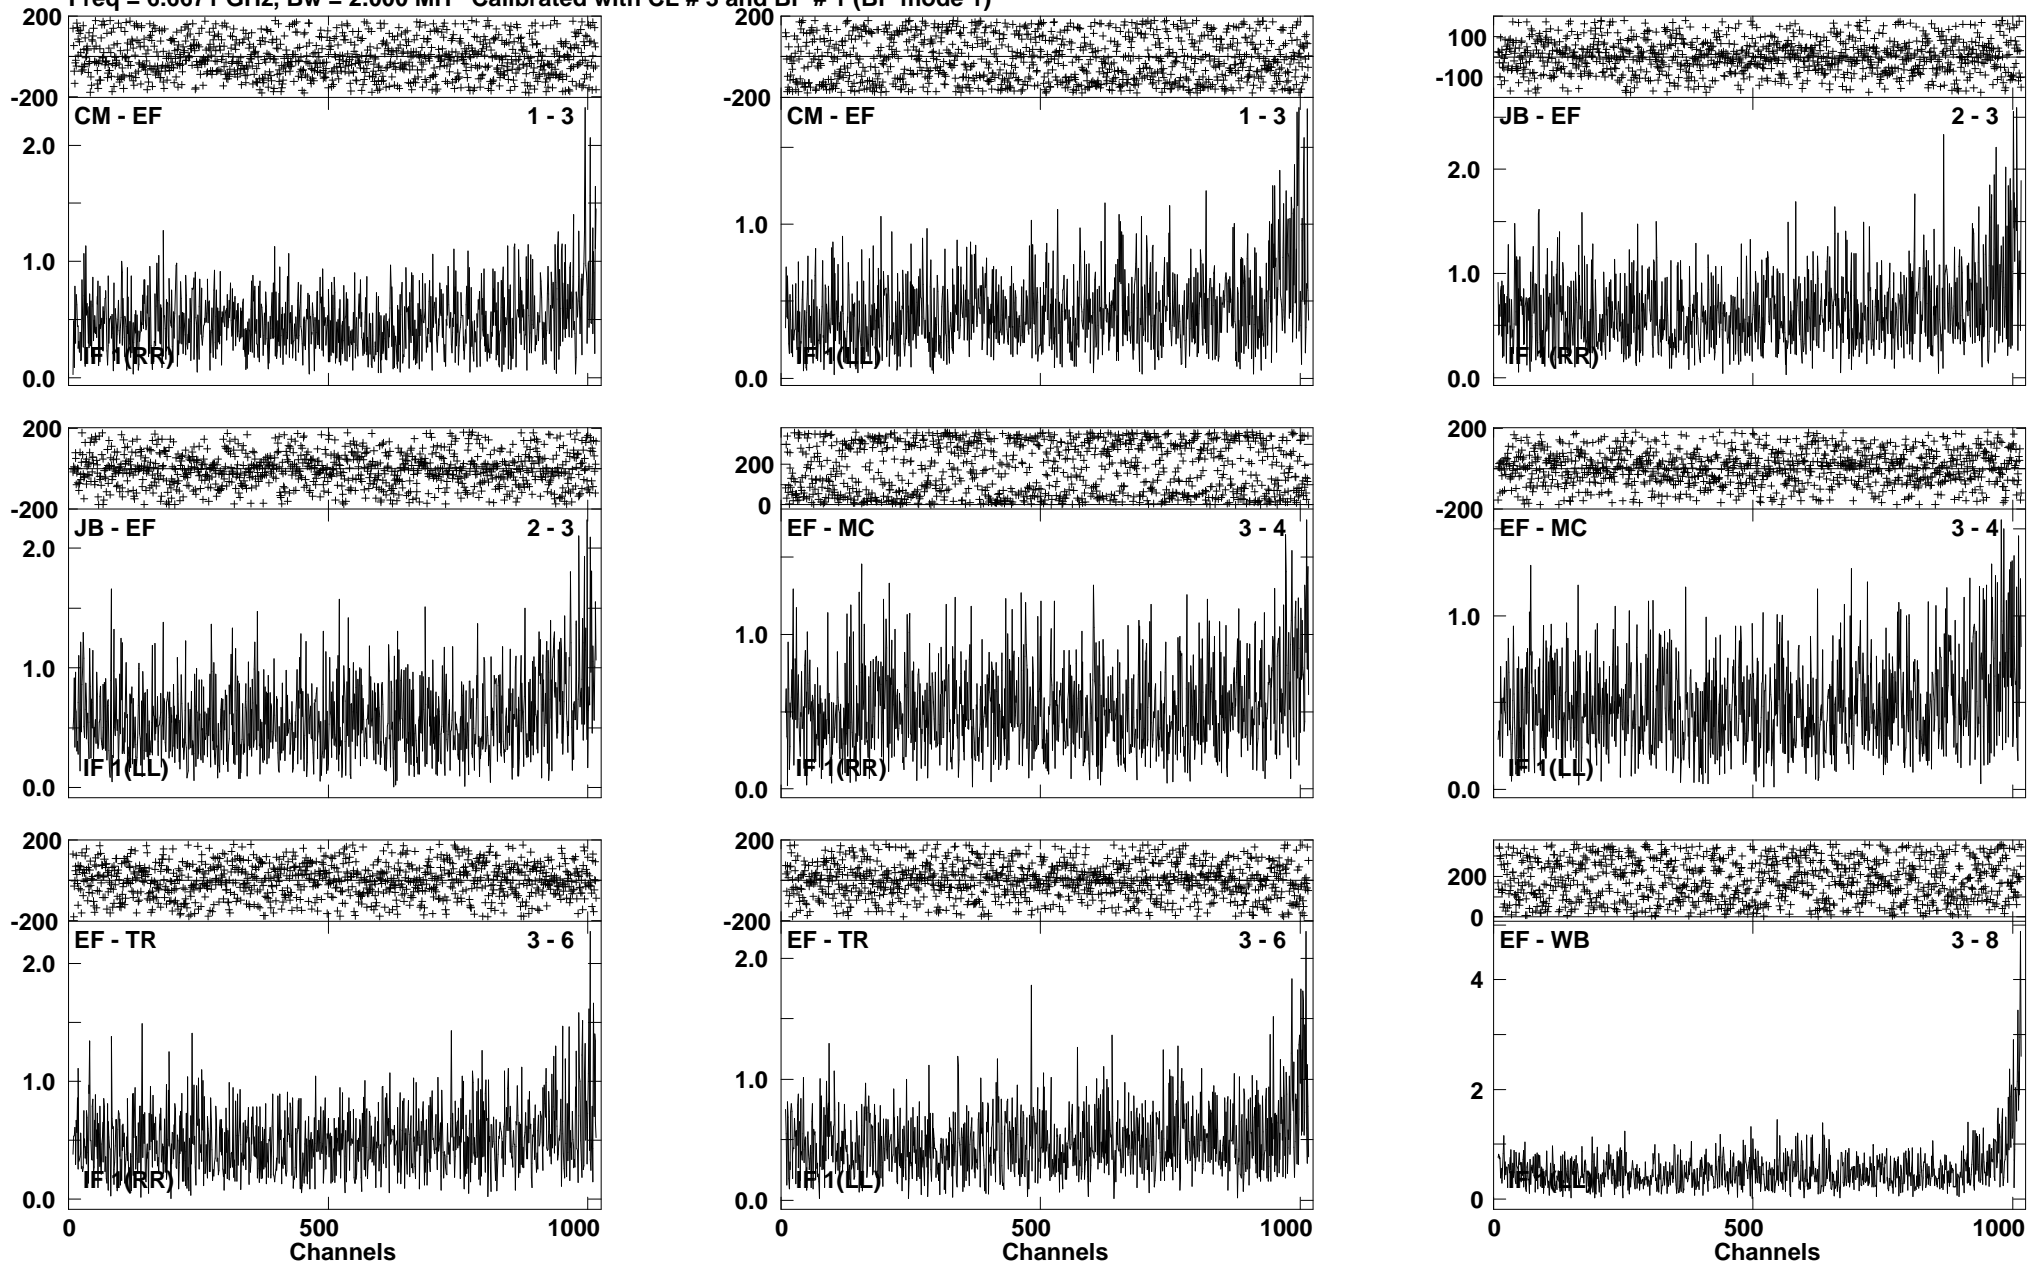 Freq = 6.6671 GHz, Bw = 2.000 MH Calibrated with CL # 3 and BP # 1 (BP mode 1)
200
-200
CM - EF 1 - 3
2.0
1.0
0.0
IF 1(RR)
200
-200
CM - EF 1 - 3
1.0
0.0
IF 1(LL)
100
-100
JB - EF 2 - 3
2.0
1.0
0.0
IF 1(RR)
200
-200
JB - EF 2 - 3
2.0
1.0
0.0
IF 1(LL)
200
0
EF - MC 3 - 4
1.0
0.0
IF 1(RR)
200
-200
EF - MC 3 - 4
1.0
0.0
IF 1(LL)
200
-200
EF - TR 3 - 6
2.0
1.0
0.0
IF 1(RR)
0 500 1000
Channels
200
-200
EF - TR 3 - 6
2.0
1.0
0.0
IF 1(LL)
0 500 1000
Channels
200
0
EF - WB 3 - 8
4
2
0
IF 1(LL)
0 500 1000
Channels